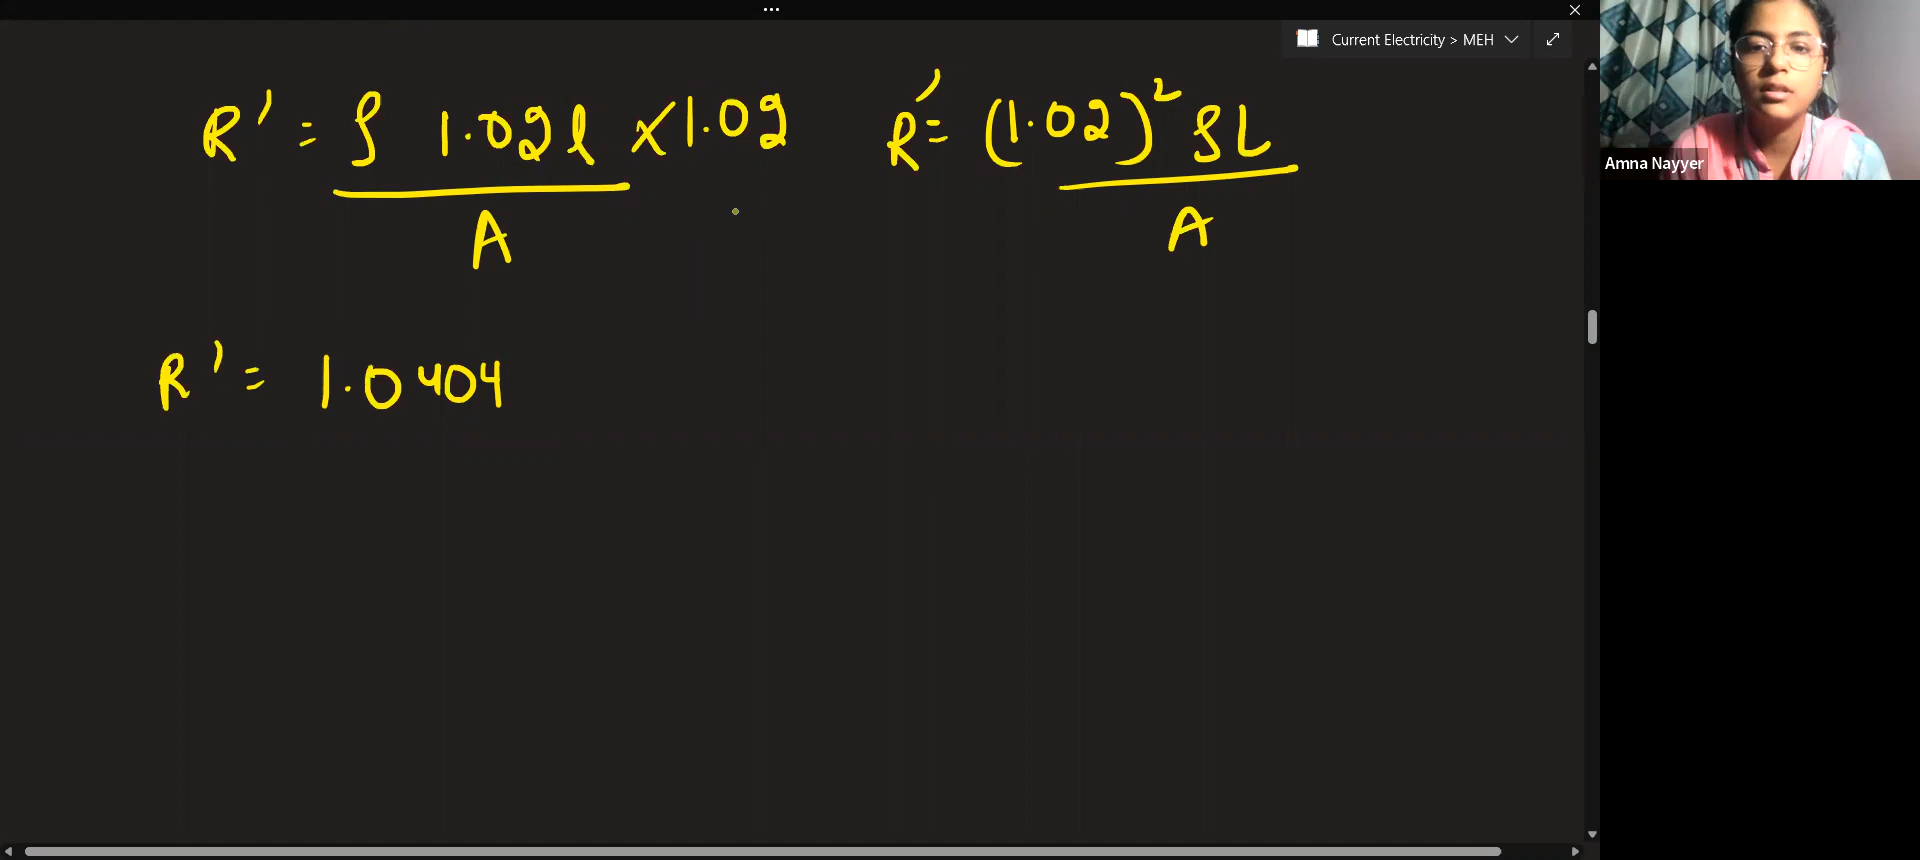 Current Electricity > MEH
Amna Nayyer
R' = ρ 1.02l × 1.02
A
R' = (1.02)² ρL
A
R' = 1.0404